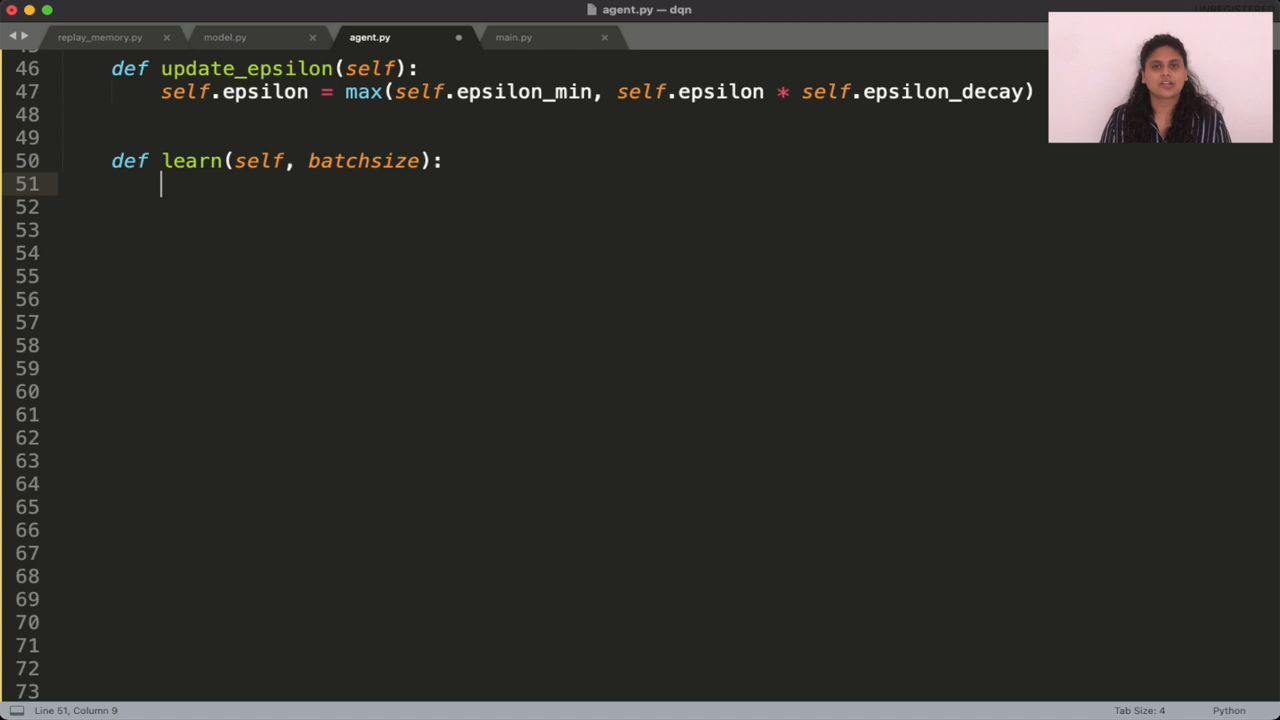 agent.py — dqn
UNREGISTERED
replay_memory.py
model.py
agent.py
main.py
46 def update_epsilon(self):
47 self.epsilon = max(self.epsilon_min, self.epsilon * self.epsilon_decay)
48
49
50 def learn(self, batchsize):
51
52
53
54
55
56
57
58
59
60
61
62
63
64
65
66
67
68
69
70
71
72
73
Line 51, Column 9
Tab Size: 4
Python